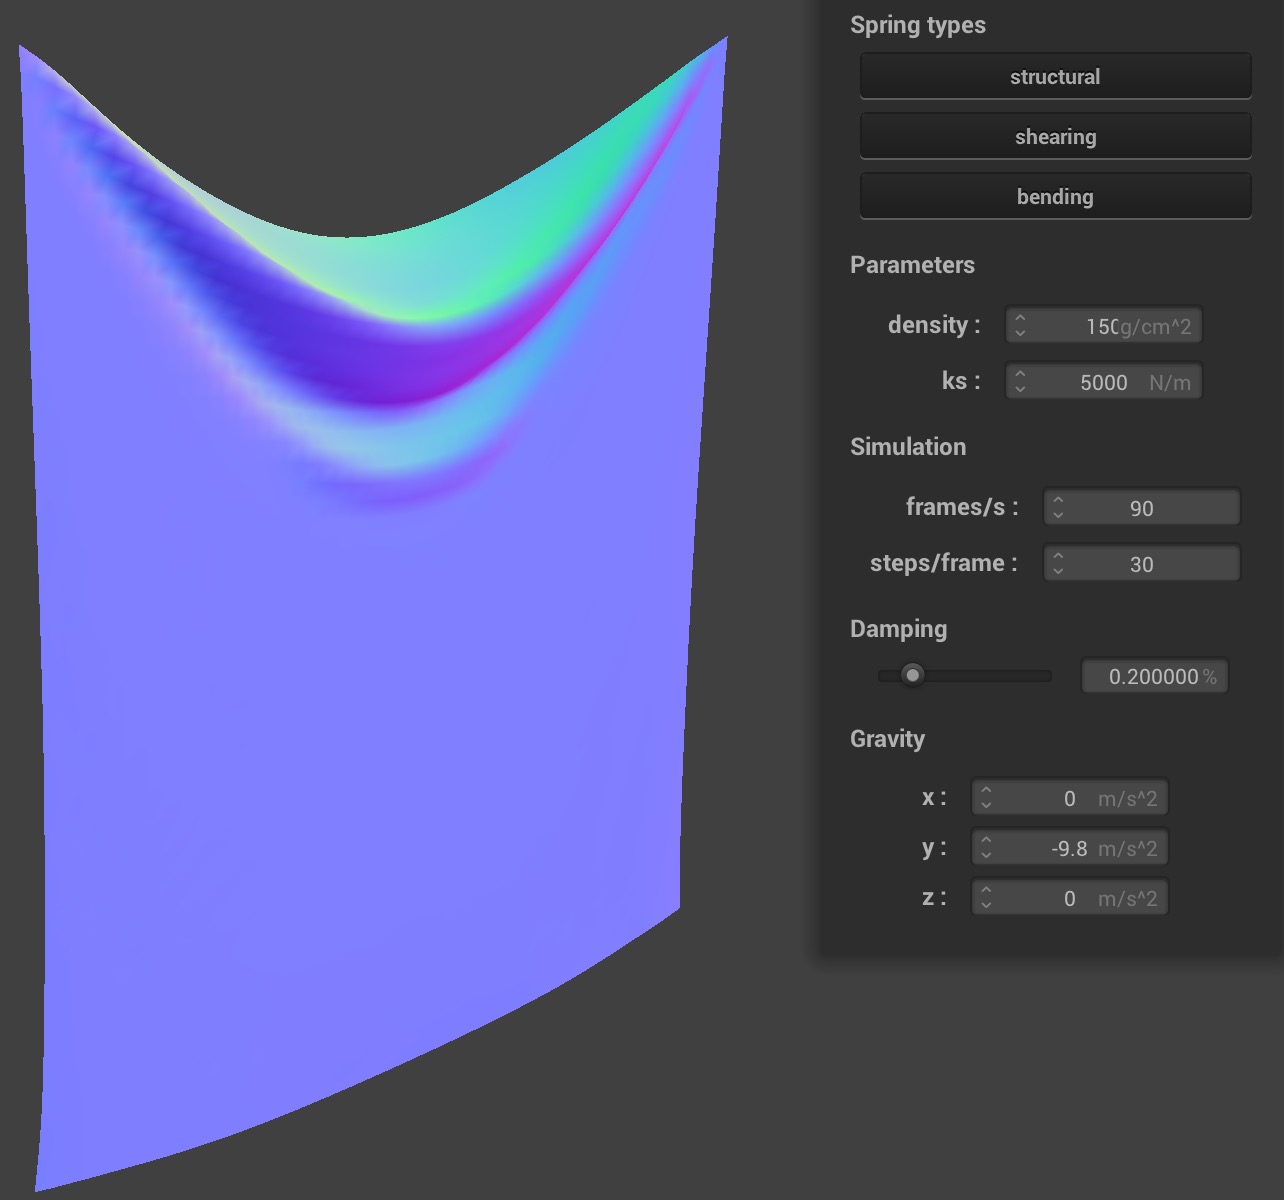 Spring types
structural
shearing
bending
Parameters
density : 150g/cm^2
ks : 5000 N/m
Simulation
frames/s : 90
steps/frame : 30
Damping
0.200000 %
Gravity
x : 0 m/s^2
y : -9.8 m/s^2
z : 0 m/s^2